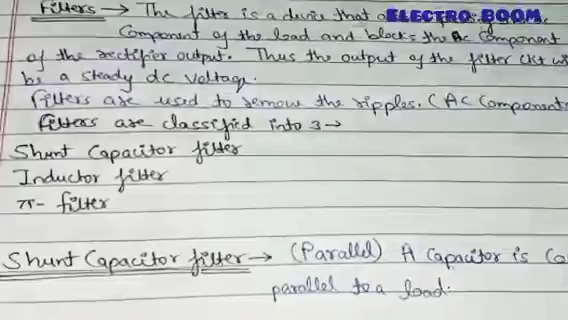 Filters → The filter is a device that
ELECTRO BOOM
Component of the load and blocks the Ac Component
of the rectifier output. Thus the output of the filter ckt
be a steady dc voltage.
Filters are used to remove the ripples. (AC Component
Filters are classified into 3 →
Shunt Capacitor filter
Inductor filter
π- filter
Shunt Capacitor filter → (Parallel) A Capacitor is
parallel to a load.